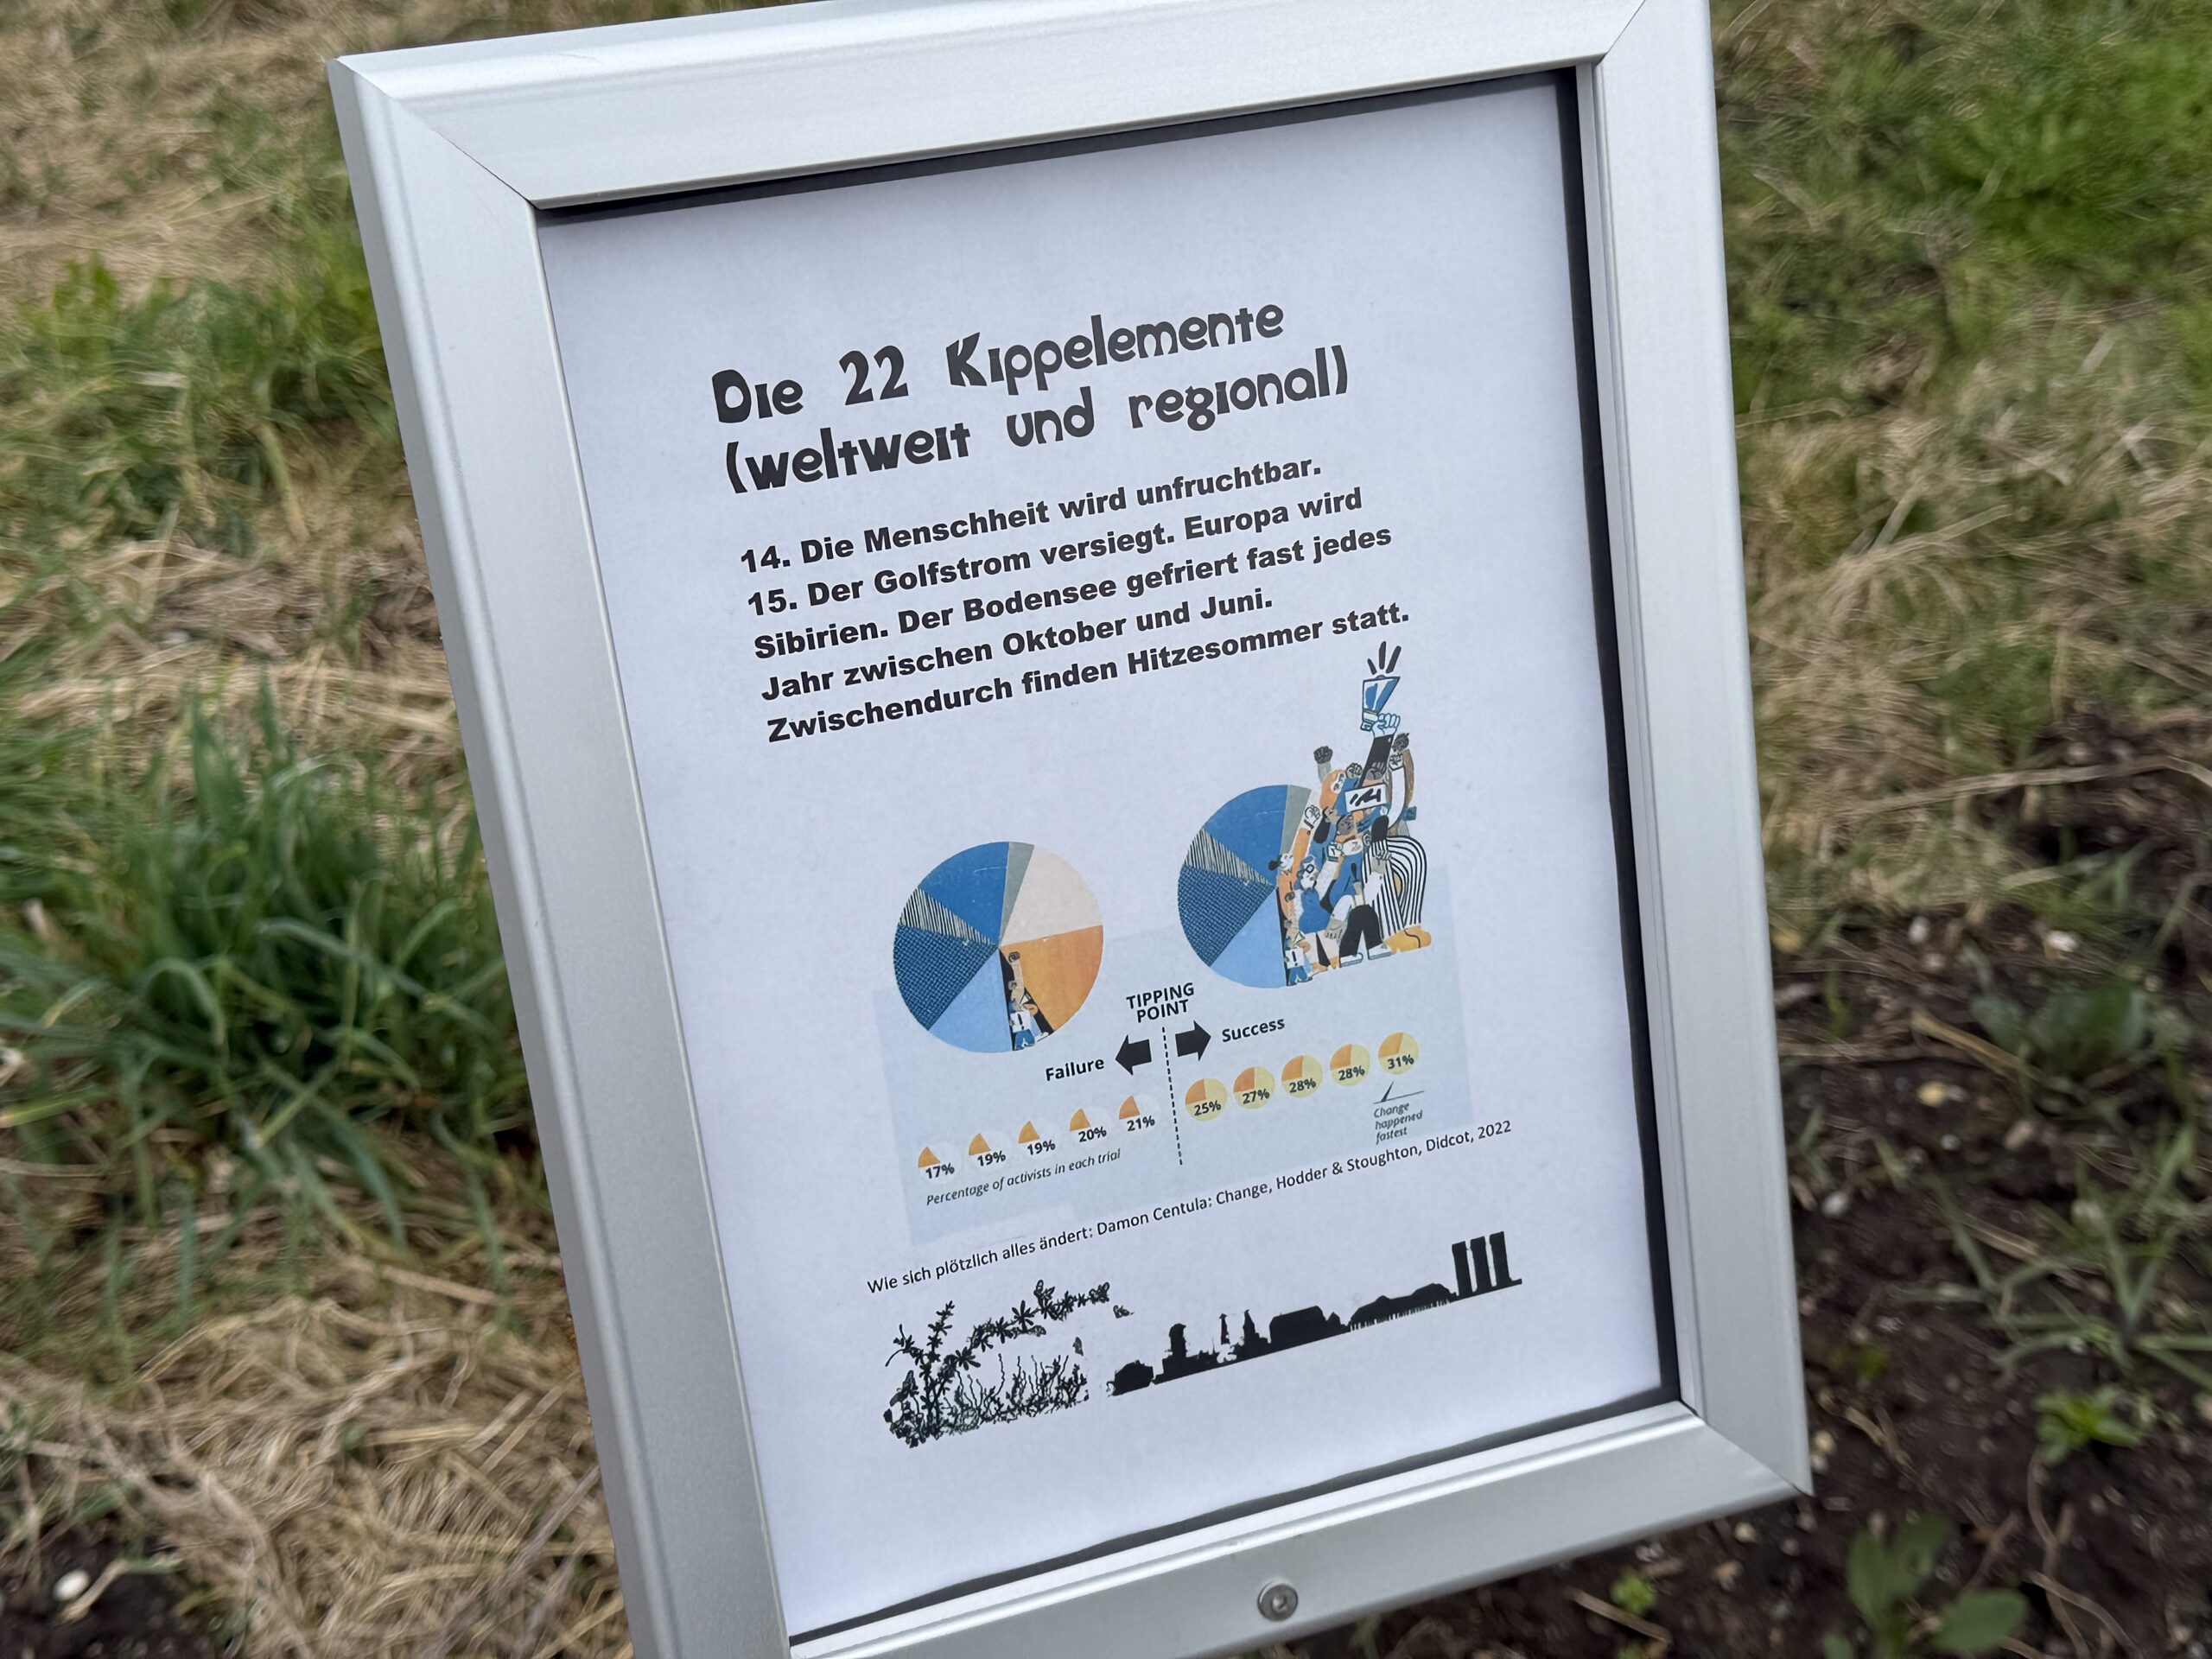 Die 22 Kippelemente
(weltweit und regional)
14. Die Menschheit wird unfruchtbar.
15. Der Golfstrom versiegt. Europa wird
Sibirien. Der Bodensee gefriert fast jedes
Jahr zwischen Oktober und Juni.
Zwischendurch finden Hitzesommer statt.
TIPPING
POINT
Failure
Success
17% 19% 19% 20% 21% 25% 27% 28% 28% 31%
Percentage of activists in each trial
Change
happened
fastest
Wie sich plötzlich alles ändert: Damon Centula: Change, Hodder & Stoughton, Didcot, 2022